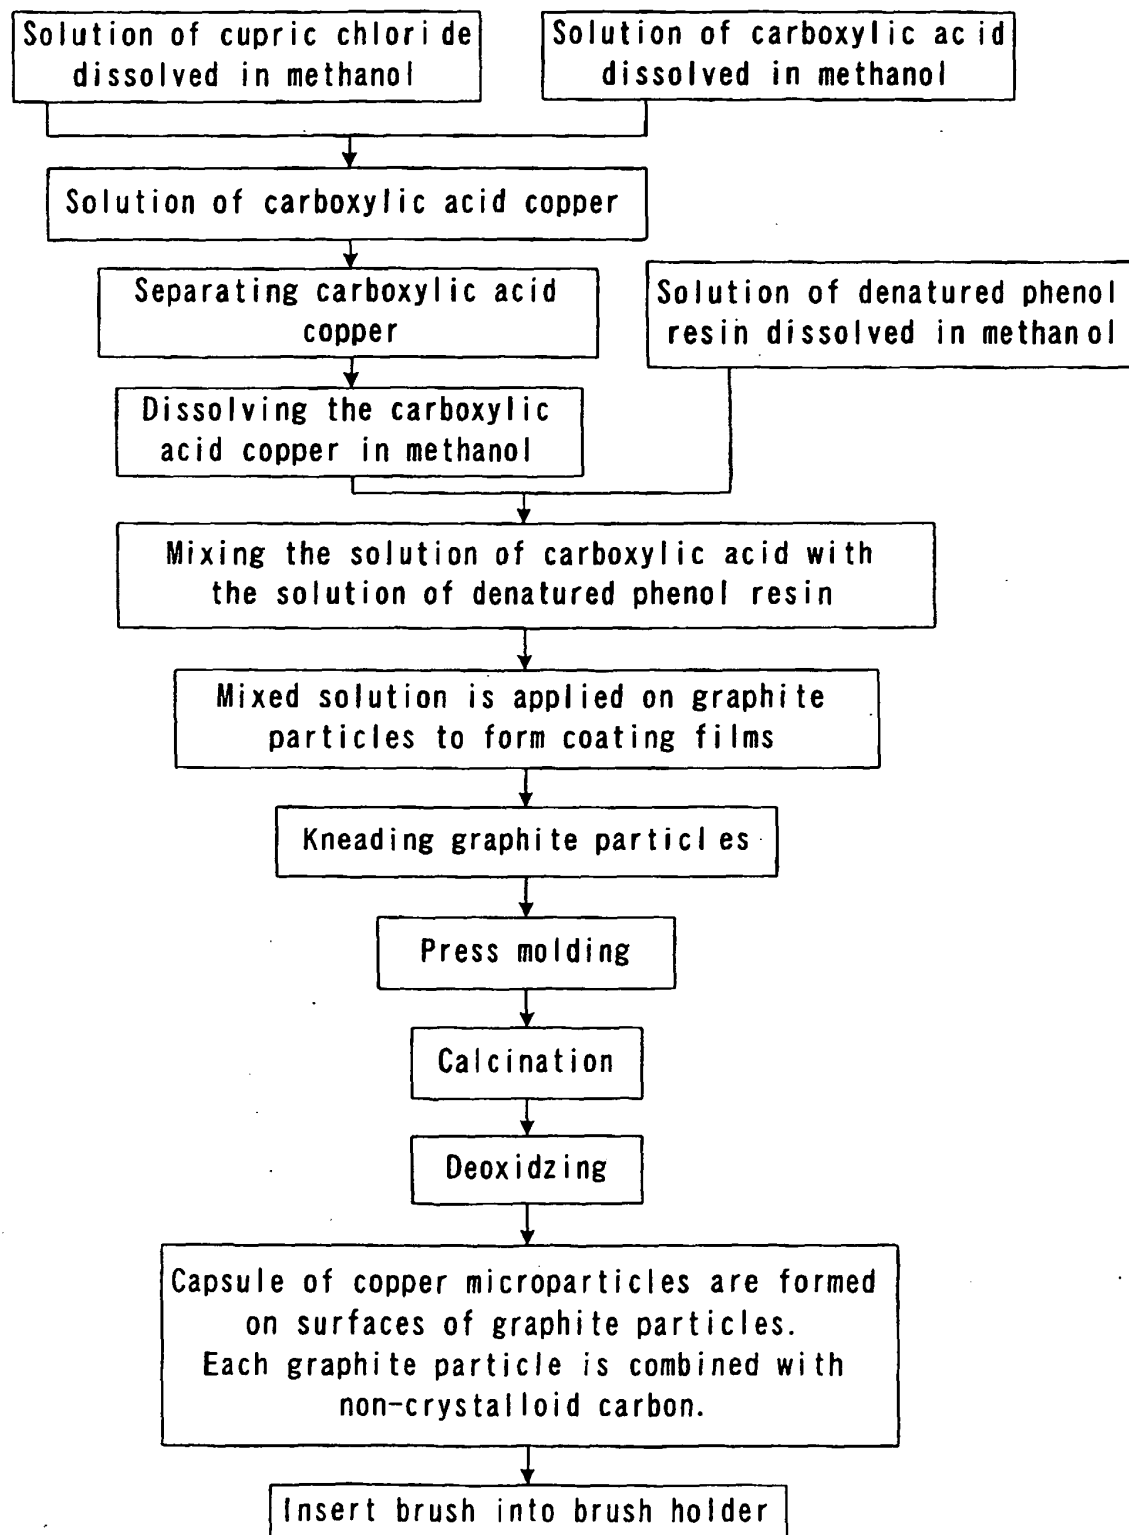 Solution of cupric chloride
dissolved in methanol
Solution of carboxylic acid
dissolved in methanol
Solution of carboxylic acid copper
Separating carboxylic acid
copper
Solution of denatured phenol
resin dissolved in methanol
Dissolving the carboxylic
acid copper in methanol
Mixing the solution of carboxylic acid with
the solution of denatured phenol resin
Mixed solution is applied on graphite
particles to form coating films
Kneading graphite particles
Press molding
Calcination
Deoxidzing
Capsule of copper microparticles are formed
on surfaces of graphite particles.
Each graphite particle is combined with
non-crystalloid carbon.
Insert brush into brush holder